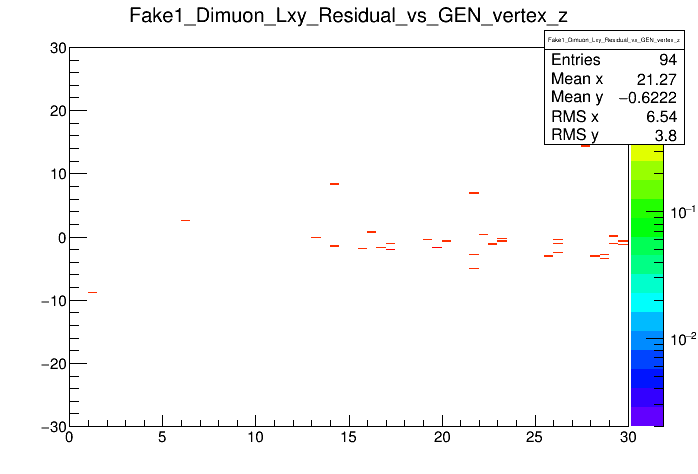 Fake1_Dimuon_Lxy_Residual_vs_GEN_vertex_z
Fake1_Dimuon_Lxy_Residual_vs_GEN_vertex_z
Entries 94
Mean x 21.27
Mean y −0.6222
RMS x 6.54
RMS y 3.8
30
20
10
0
−10
−20
−30
0 5 10 15 20 25 30
10−1
10−2